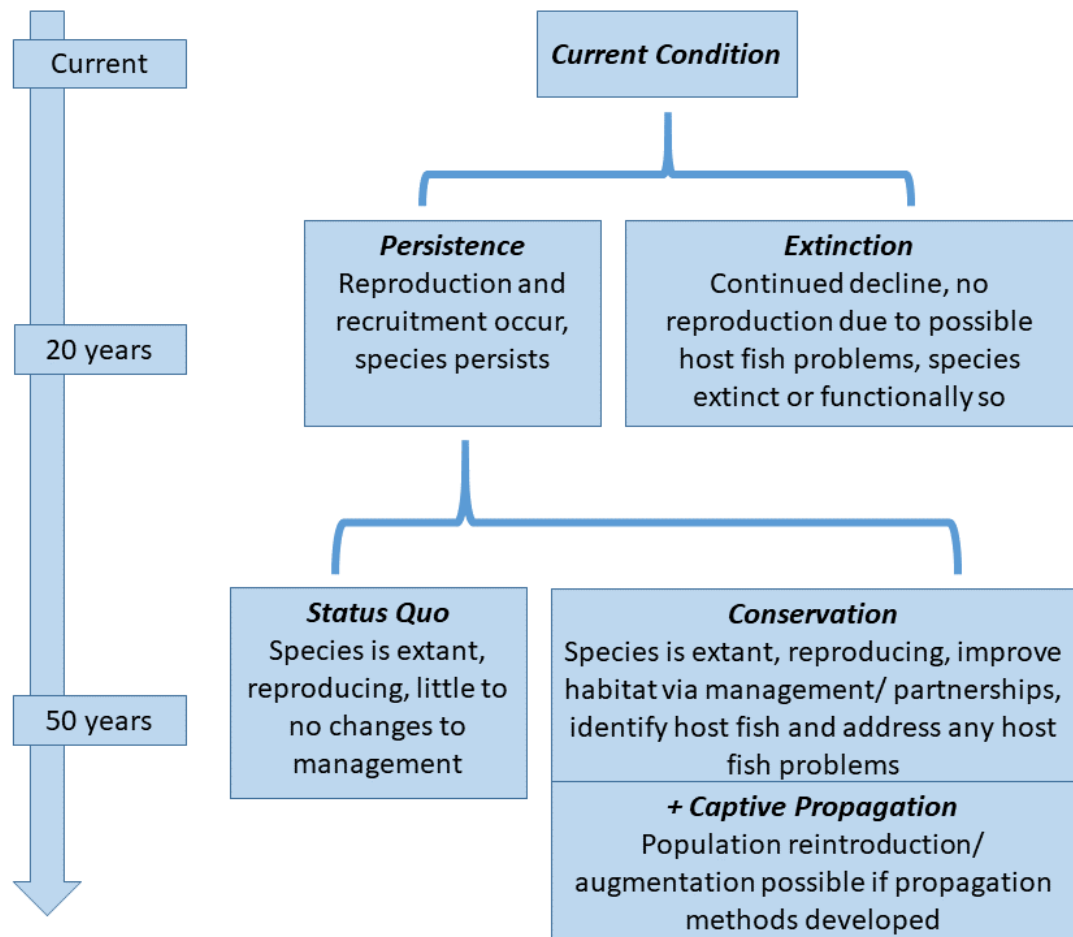 Current
20 years
50 years
Current Condition
Persistence
Reproduction and
recruitment occur,
species persists
Extinction
Continued decline, no
reproduction due to possible
host fish problems, species
extinct or functionally so
Status Quo
Species is extant,
reproducing, little to
no changes to
management
Conservation
Species is extant, reproducing, improve
habitat via management/ partnerships,
identify host fish and address any host
fish problems
+ Captive Propagation
Population reintroduction/
augmentation possible if propagation
methods developed